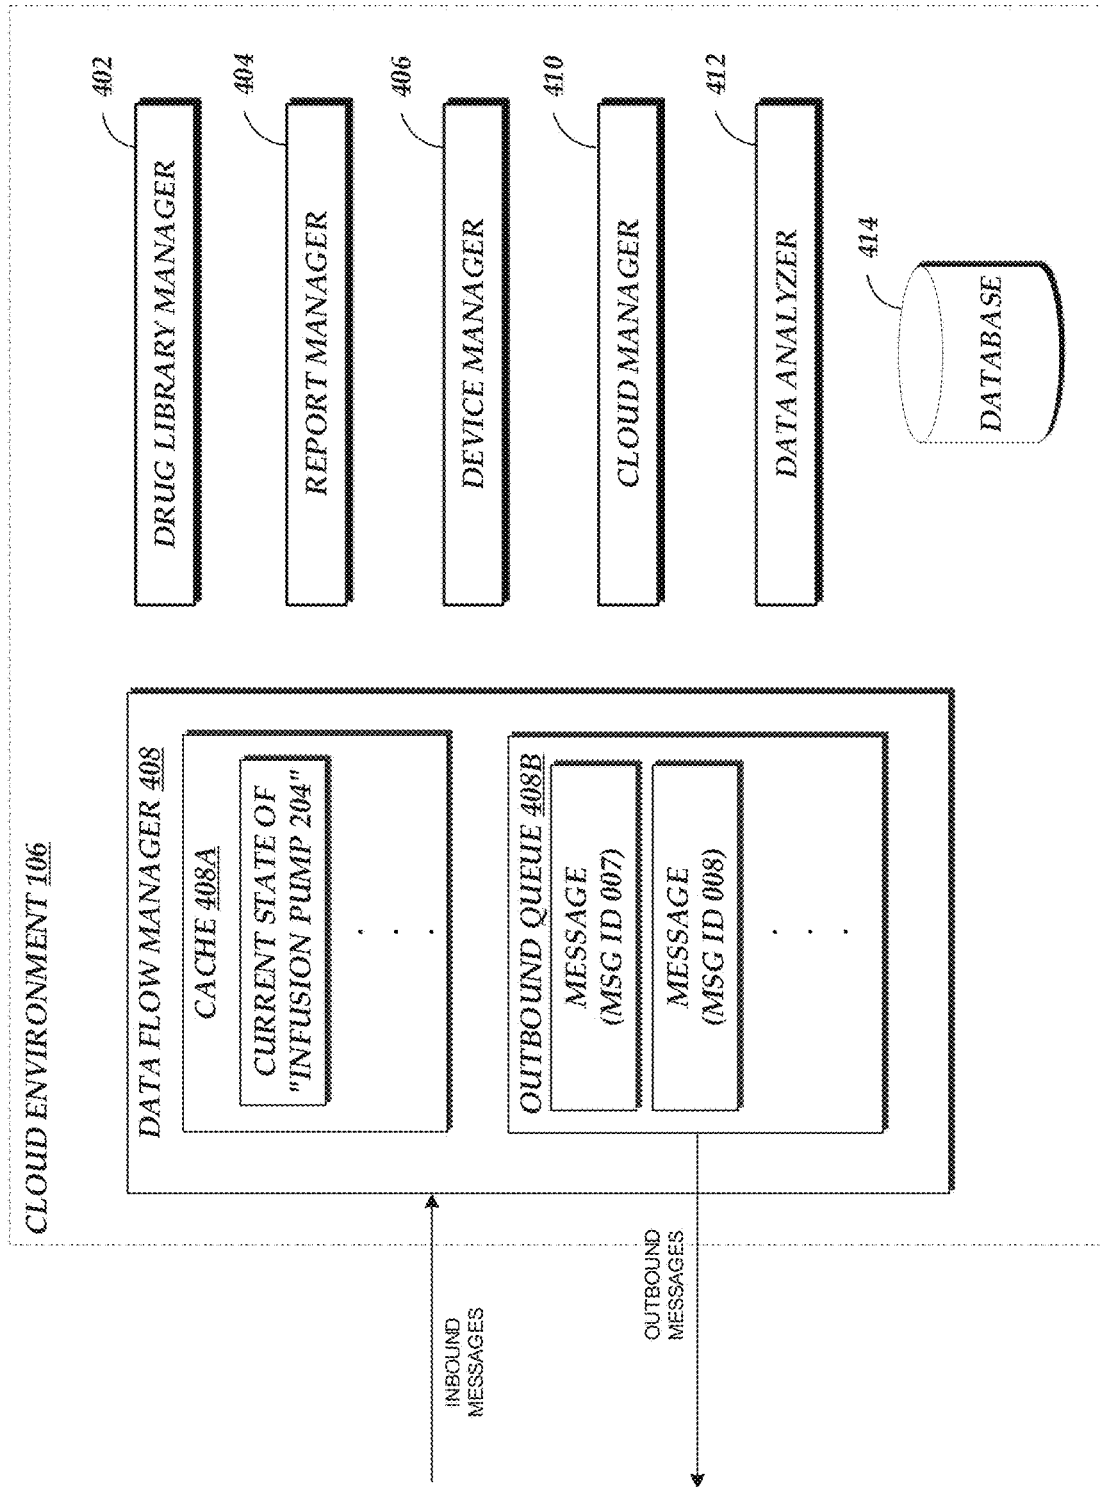 CLOUD ENVIRONMENT 106
DATA FLOW MANAGER 408
CACHE 408A
CURRENT STATE OF
"INFUSION PUMP 204"
OUTBOUND QUEUE 408B
MESSAGE
(MSG ID 007)
MESSAGE
(MSG ID 008)
INBOUND
MESSAGES
OUTBOUND
MESSAGES
402
DRUG LIBRARY MANAGER
404
REPORT MANAGER
406
DEVICE MANAGER
410
CLOUD MANAGER
412
DATA ANALYZER
414
DATABASE